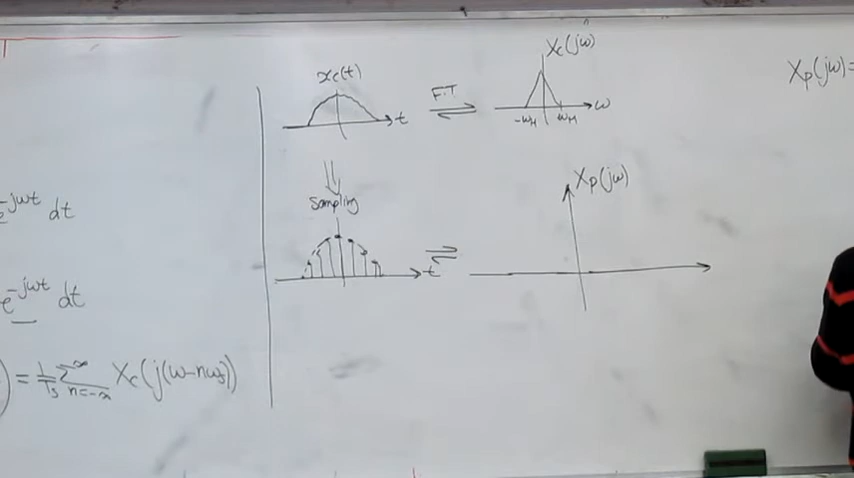 e^-jωt dt
e^-jωt dt
) = 1/Ts ∑ n=-∞ ∞ Xc(j(ω-nωs))
xc(t)
t
F.T
Xc(jω)
-ωM ωM
ω
Sampling
t
Xp(jω)
Xp(jω)=